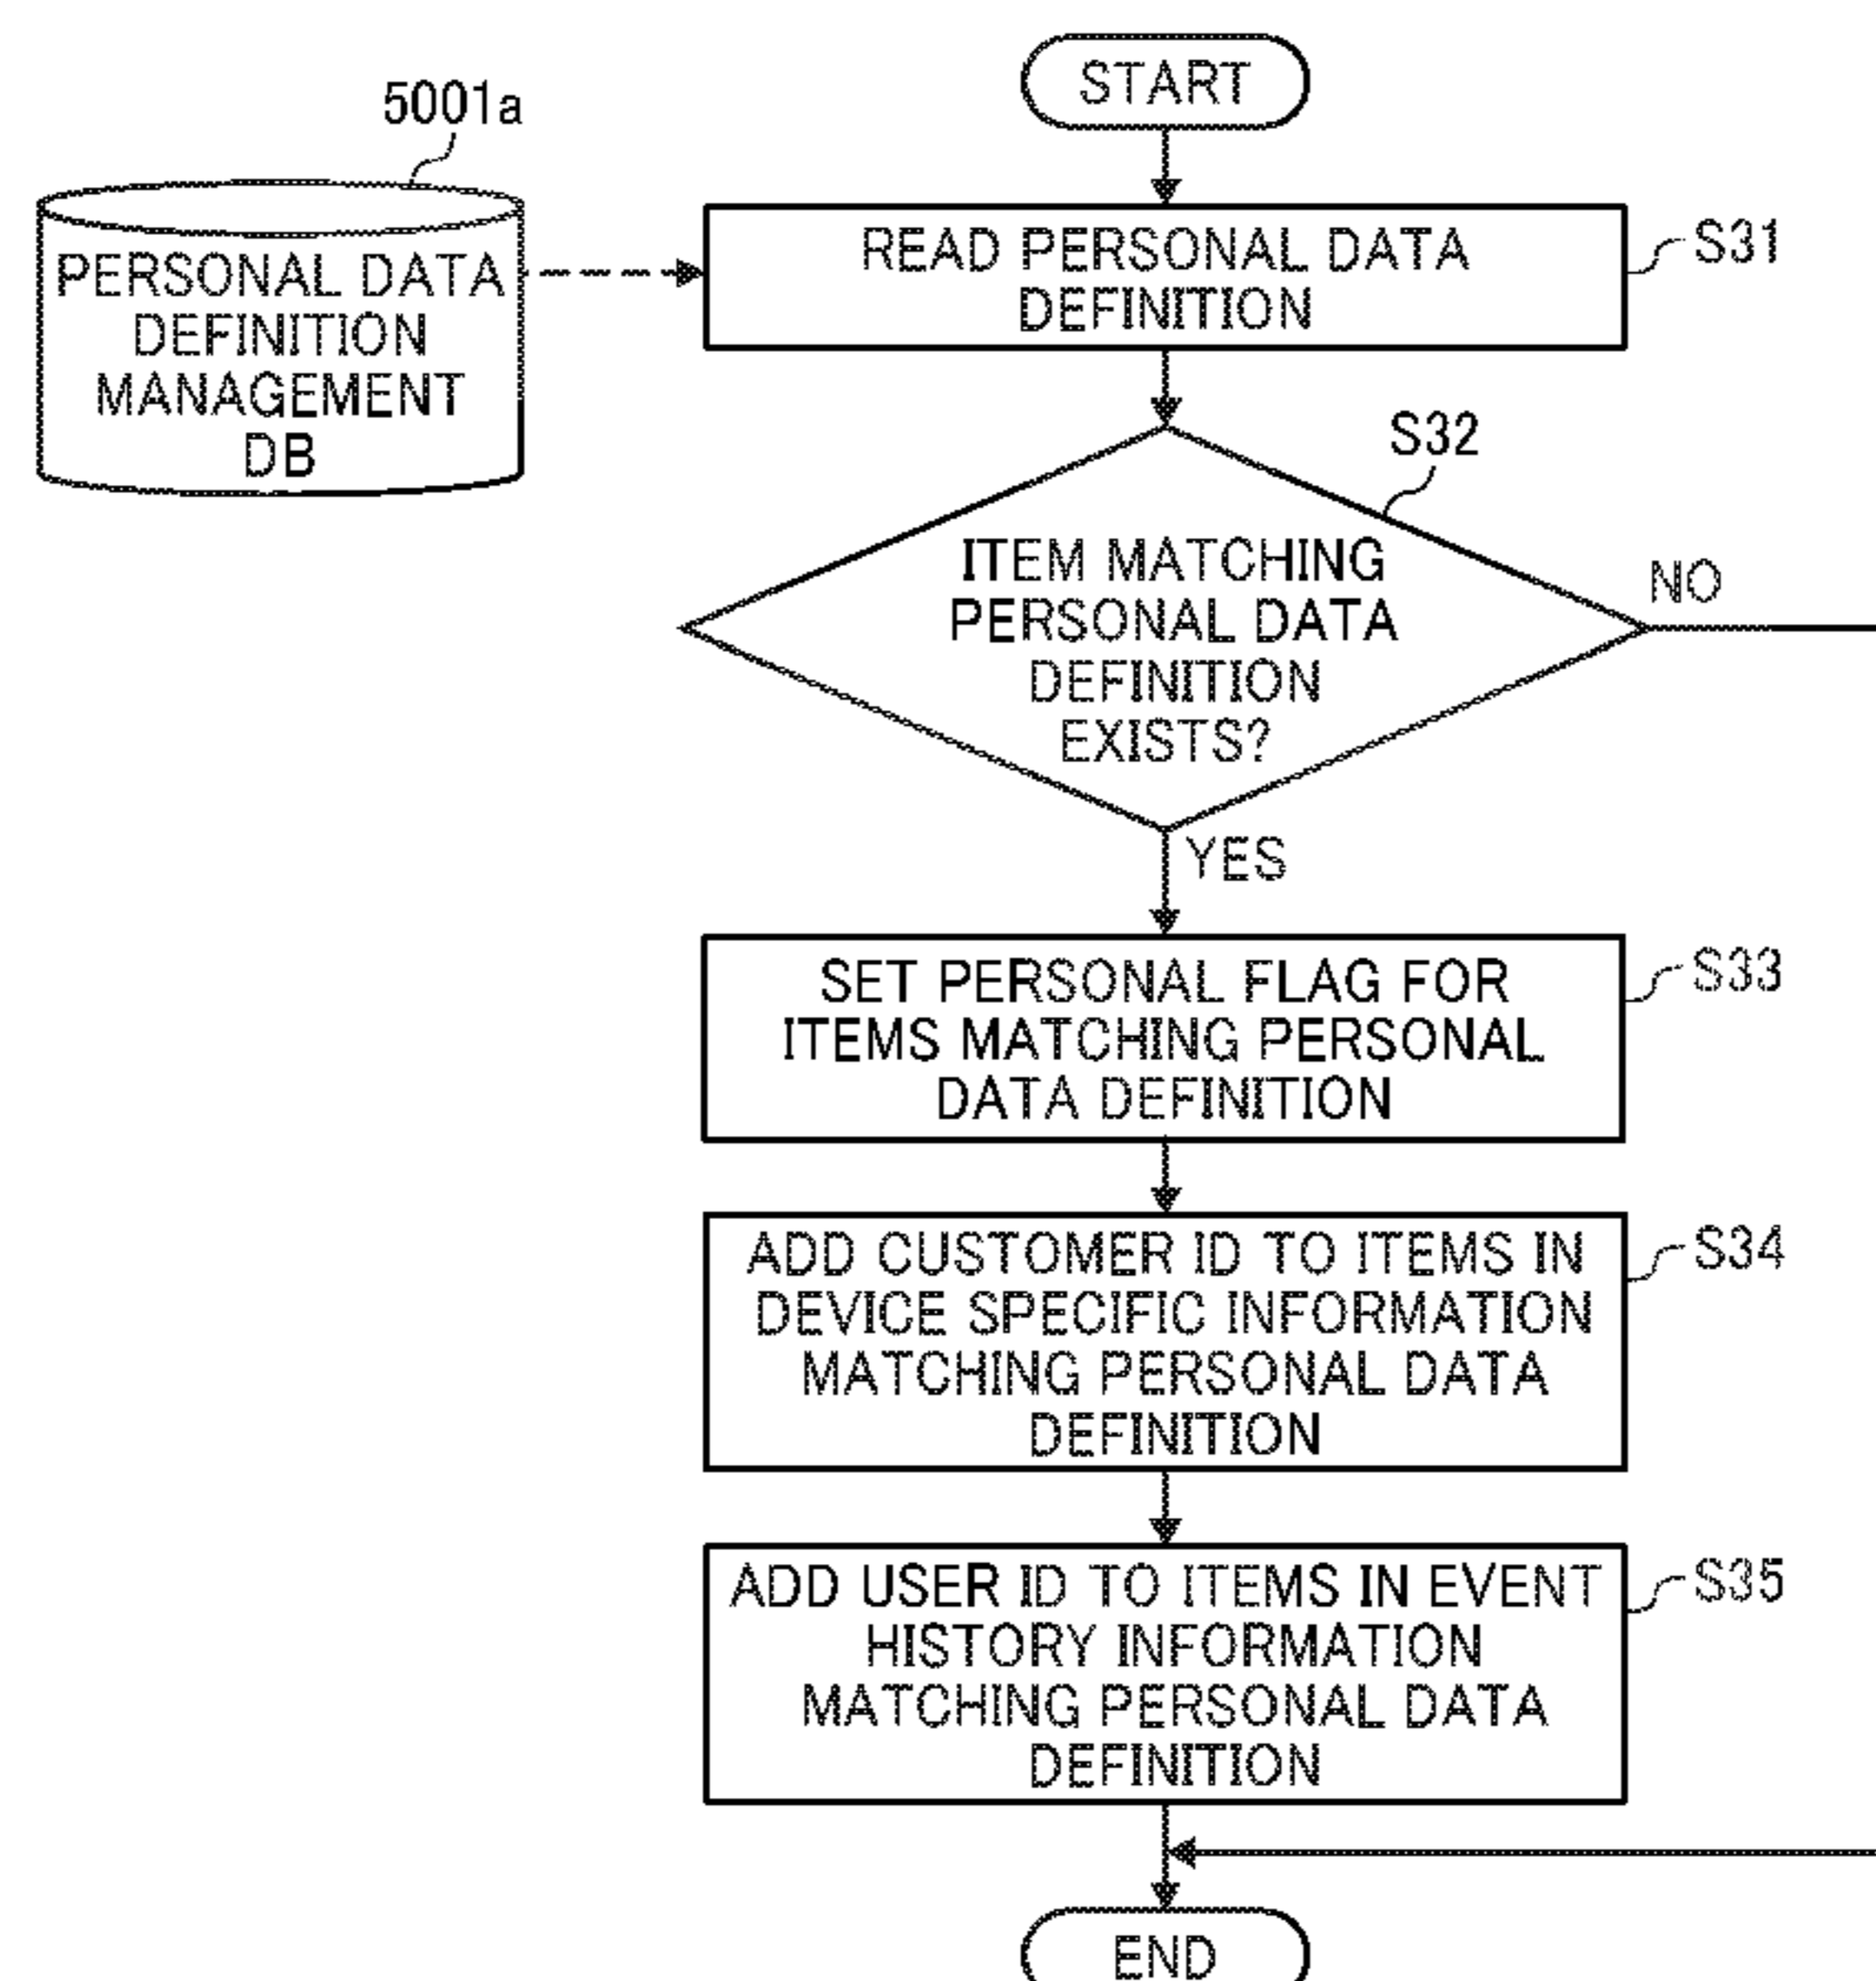 START
5001a
PERSONAL DATA
DEFINITION
MANAGEMENT
DB
READ PERSONAL DATA
DEFINITION
S31
S32
ITEM MATCHING
PERSONAL DATA
DEFINITION
EXISTS?
NO
YES
SET PERSONAL FLAG FOR
ITEMS MATCHING PERSONAL
DATA DEFINITION
S33
ADD CUSTOMER ID TO ITEMS IN
DEVICE SPECIFIC INFORMATION
MATCHING PERSONAL DATA
DEFINITION
S34
ADD USER ID TO ITEMS IN EVENT
HISTORY INFORMATION
MATCHING PERSONAL DATA
DEFINITION
S35
END